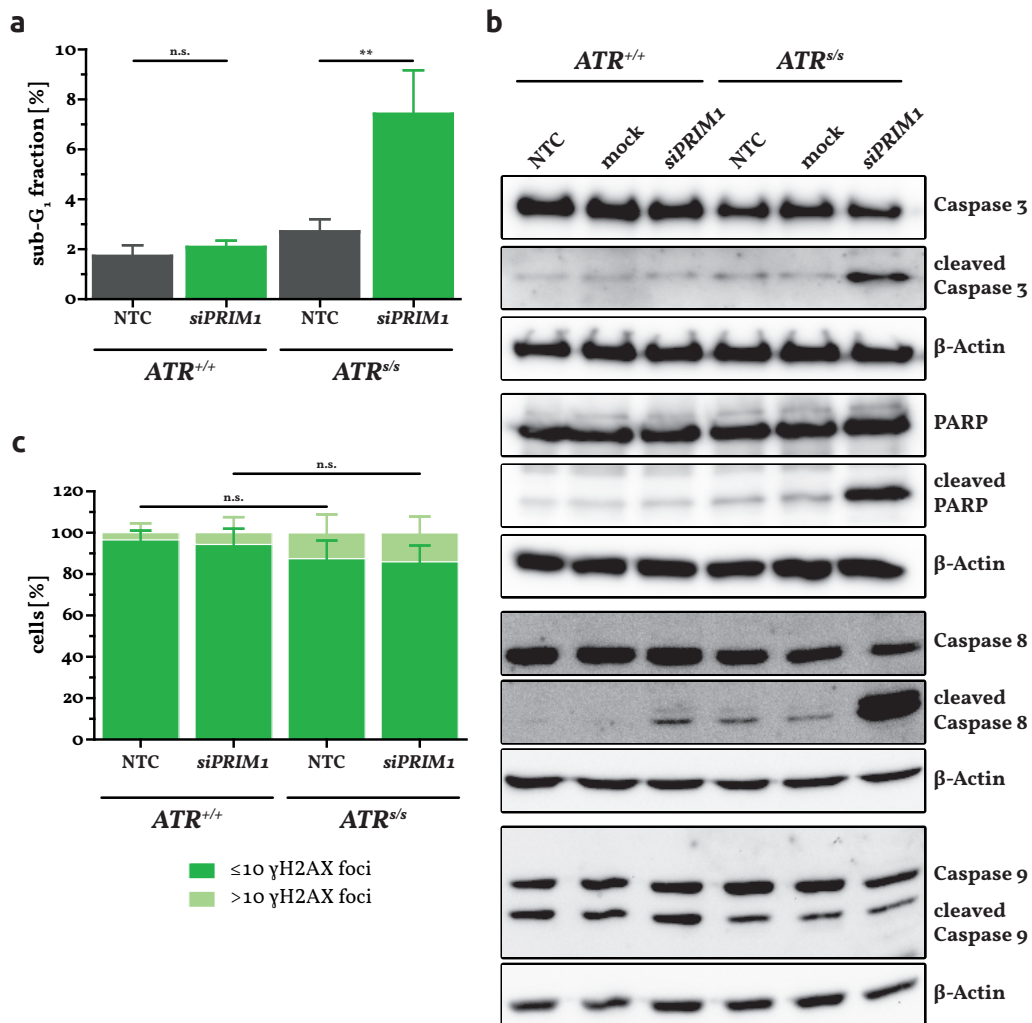 a
n.s.
**
10
8
6
4
2
0
sub-G₁ fraction [%]
NTC
siPRIM1
NTC
siPRIM1
ATR+/+
ATRs/s
b
ATR+/+
ATRs/s
NTC
mock
siPRIM1
NTC
mock
siPRIM1
Caspase 3
cleaved
Caspase 3
β-Actin
PARP
cleaved
PARP
β-Actin
Caspase 8
cleaved
Caspase 8
β-Actin
Caspase 9
cleaved
Caspase 9
β-Actin
c
n.s.
n.s.
120
100
80
60
40
20
0
cells [%]
NTC
siPRIM1
NTC
siPRIM1
ATR+/+
ATRs/s
≤10 γH2AX foci
>10 γH2AX foci